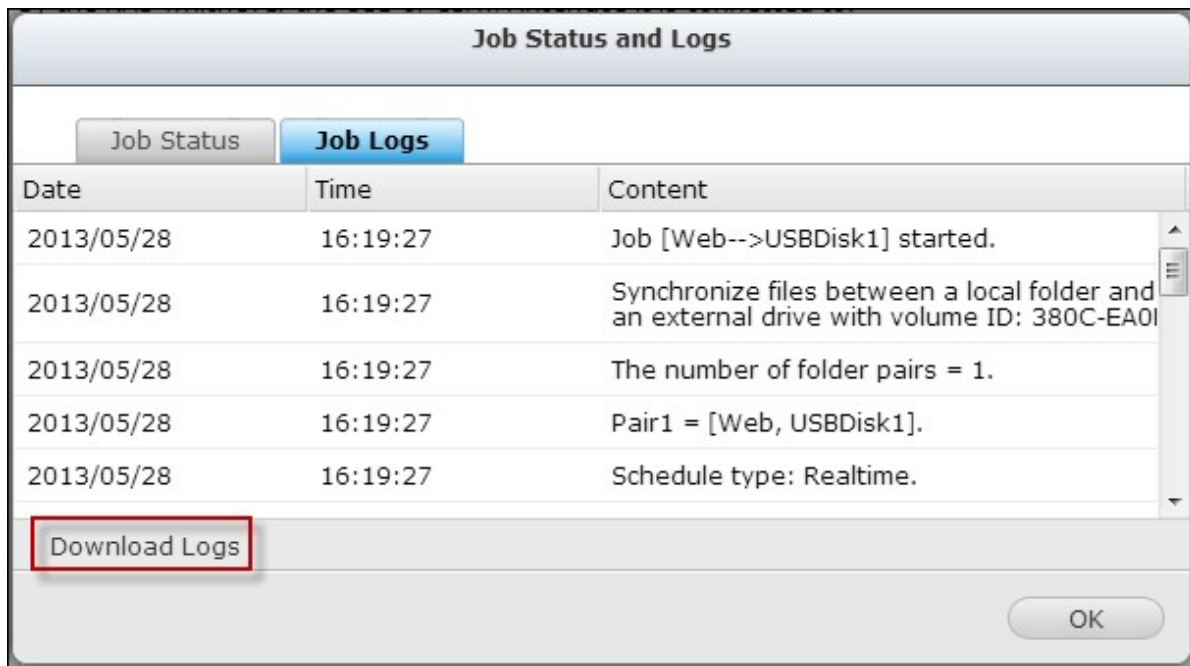 Job Status and Logs
Job Status
Job Logs
Date Time Content
2013/05/28 16:19:27 Job [Web-->USBDisk1] started.
2013/05/28 16:19:27 Synchronize files between a local folder and
an external drive with volume ID:
2013/05/28 16:19:27 The number of folder pairs = 1.
2013/05/28 16:19:27 Pair1 = [Web, USBDisk1].
2013/05/28 16:19:27 Schedule type: Realtime.
Download Logs
OK